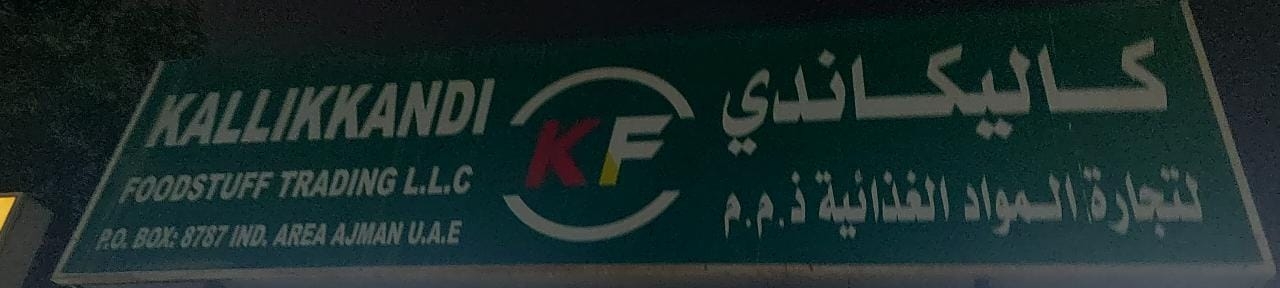 KALLIKKANDI
FOODSTUFF TRADING L.L.C
P.O. BOX: 8787 IND. AREA AJMAN U.A.E
KF
كاليكاندي
لتجارة المواد الغذائية ذ.م.م